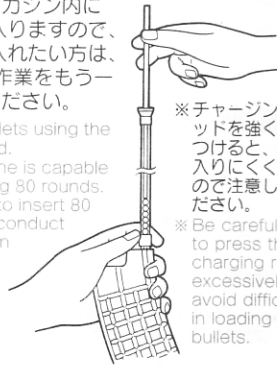 ガジン内に
入りますので、
入れたい方は、
作業をもう一
ださい。
lets using the
d.
ne is capable
g 80 rounds.
to insert 80
conduct
n
※チャージン
ッドを強く
つけると、
入りにくく
ので注意し
ださい。
※ Be careful
to press th
charging r
excessively
avoid diffic
in loading
bullets.